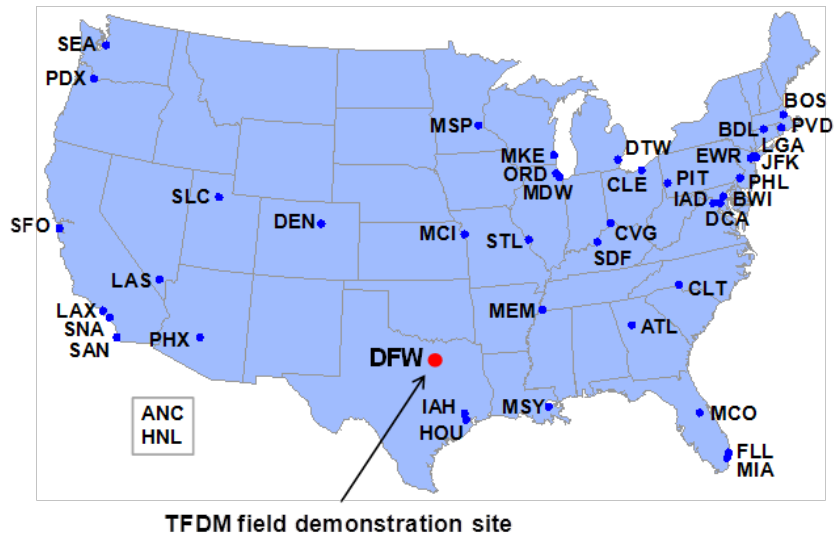 SEA
PDX
SFO
SLC
DEN
LAS
LAX
SNA
SAN
PHX
ANC
HNL
MSP
MKE
ORD
MDW
MCI
STL
MEM
DFW
IAH
HOU
MSY
DTW
CLE
CVG
SDF
PIT
IAD
DCA
BWI
PHL
EWR
JFK
LGA
BDL
PVD
BOS
CLT
ATL
MCO
FLL
MIA
TFDM field demonstration site